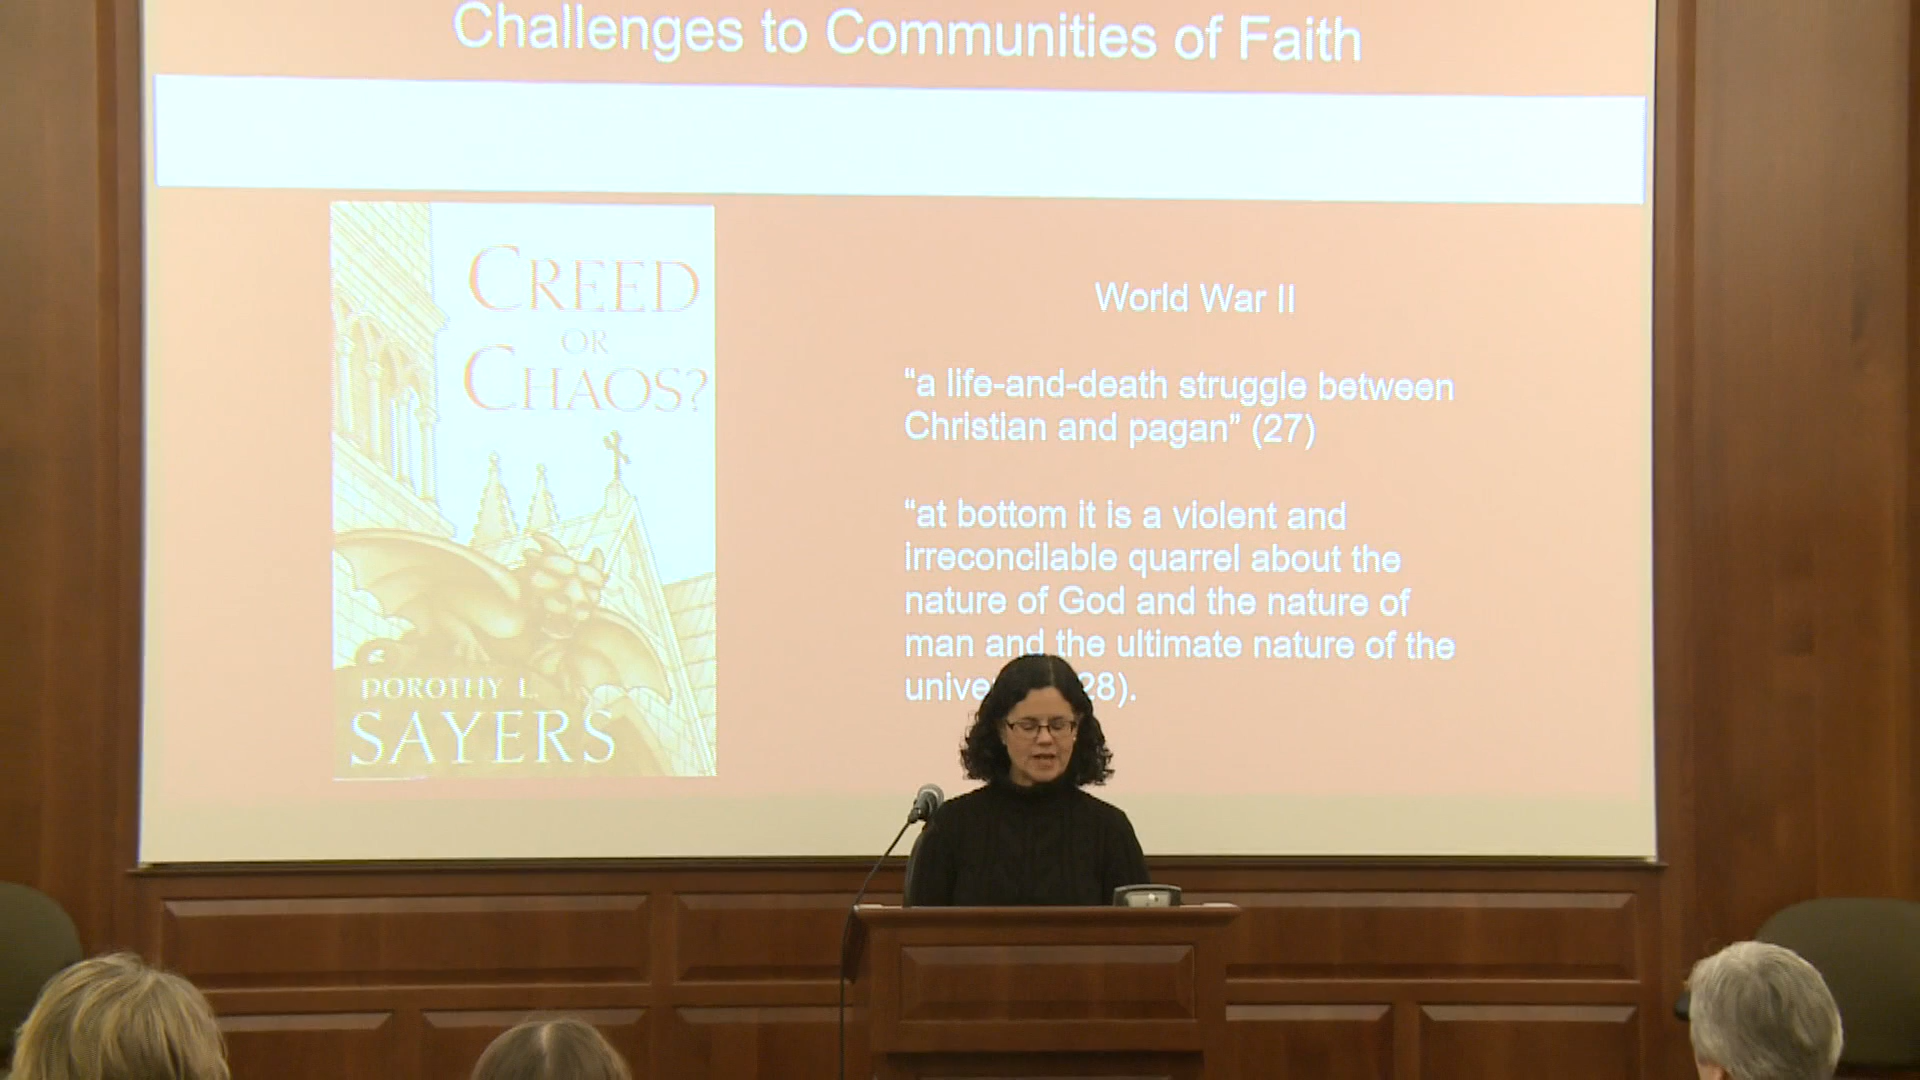 Challenges to Communities of Faith
CREED
OR
CHAOS?
DOROTHY L.
SAYERS
World War II
“a life-and-death struggle between
Christian and pagan” (27)
“at bottom it is a violent and
irreconcilable quarrel about the
nature of God and the nature of
man and the ultimate nature of the
28).